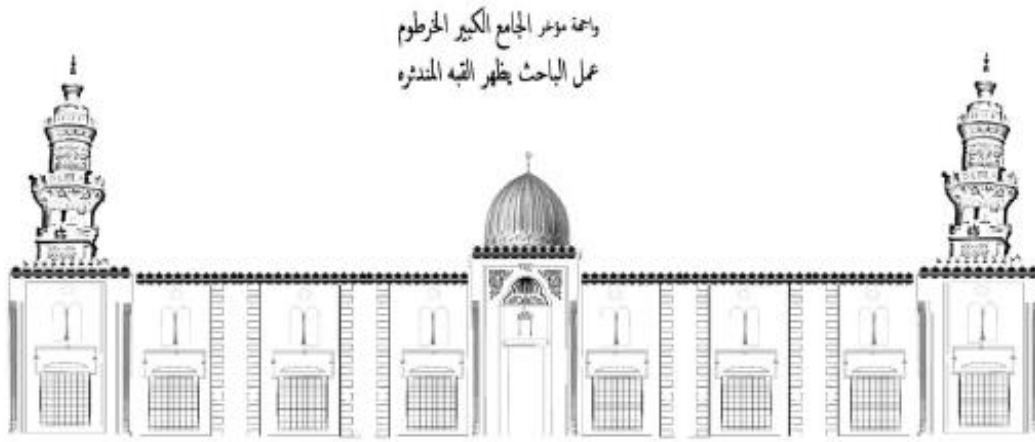 واجهة مؤخر الجامع الكبير الخرطوم
عمل الباحث يظهر القبه المندثره